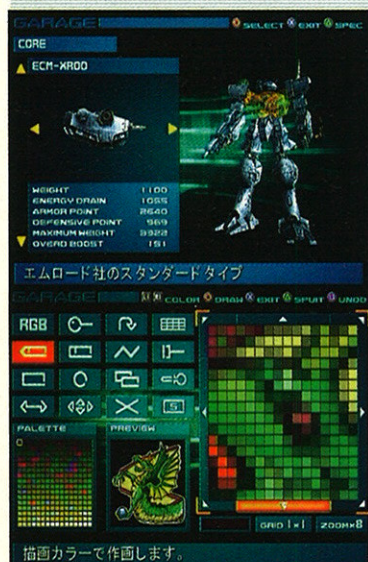 GARAGE
SELECT EXIT SPEC
CORE
ECM-XR00
WEIGHT 1100
ENERGY DRAIN 1055
ARMOR POINT 2640
DEFENSIVE POINT 969
MAXIMUM WEIGHT 3922
OVERD BOOST 151
エムロード社のスタンダードタイプ
GARAGE
COLOR DRAW EXIT SPUIT UNDO
RGB
S
PALETTE
PREVIEW
GRID 1×1 ZOOM×8
描画カラーで作画します。